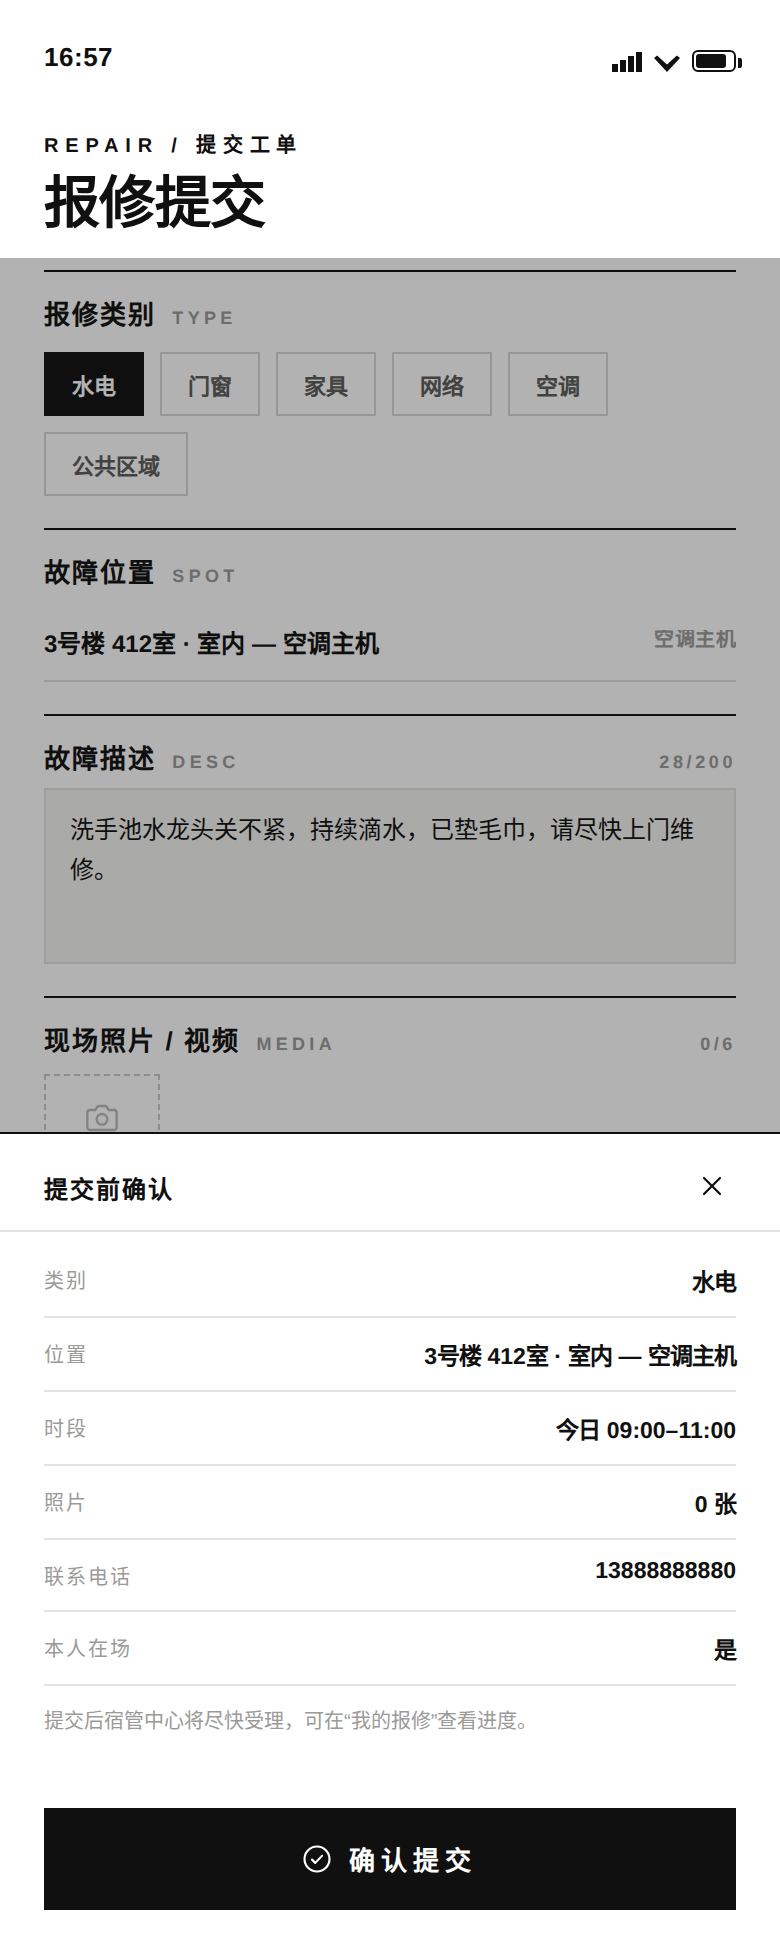 16:57
REPAIR / 提交工单
报修提交
报修类别 TYPE
水电 门窗 家具 网络 空调
公共区域
故障位置 SPOT
3号楼 412室 · 室内 — 空调主机 空调主机
故障描述 DESC 28/200
洗手池水龙头关不紧，持续滴水，已垫毛巾，请尽快上门维
修。
现场照片 / 视频 MEDIA 0/6
提交前确认
类别 水电
位置 3号楼 412室 · 室内 — 空调主机
时段 今日 09:00–11:00
照片 0 张
联系电话 13888888880
本人在场 是
提交后宿管中心将尽快受理，可在“我的报修”查看进度。
确认提交